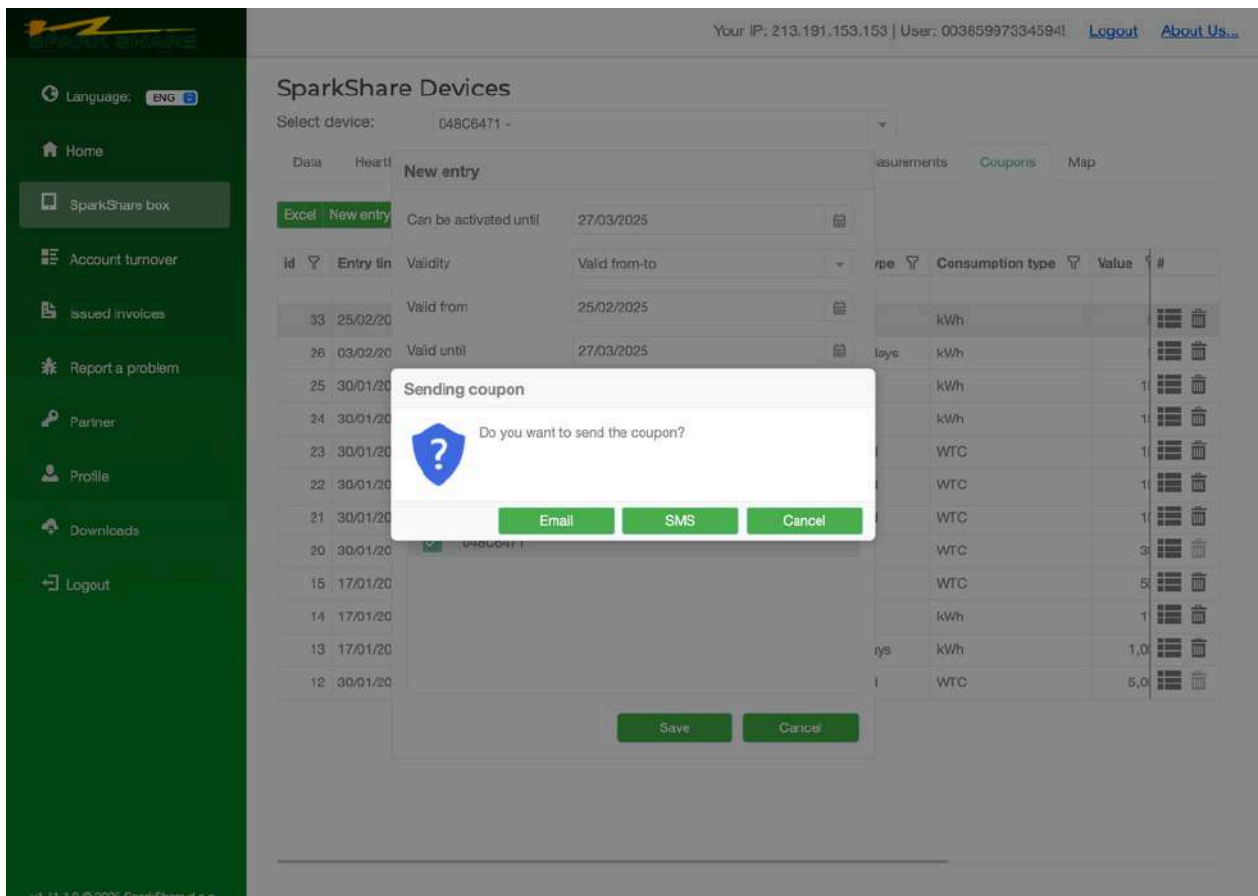 SPARK SHARE
Your IP: 213.191.153.153 | User: 00385997334594! Logout About Us...
Language: ENG
Home
SparkShare box
Account turnover
Issued invoices
Report a problem
Partner
Profile
Downloads
Logout
SparkShare Devices
Select device: 048C6471 -
Data Coupons Map
New entry
Excel New entry
Can be activated until 27/03/2025
Validity Valid from-to
Valid from 25/02/2025
Valid until 27/03/2025
id Entry Consumption type Value #
33 25/02/20 kWh
26 03/02/20 kWh
25 30/01/20 kWh
24 30/01/20 kWh
23 30/01/20 WTC
22 30/01/20 WTC
21 30/01/20 WTC
20 30/01/20 WTC
15 17/01/20 WTC
14 17/01/20 kWh
13 17/01/20 kWh 1,0
12 30/01/20 WTC 5,0
Sending coupon
Do you want to send the coupon?
Email SMS Cancel
048C6471
Save Cancel